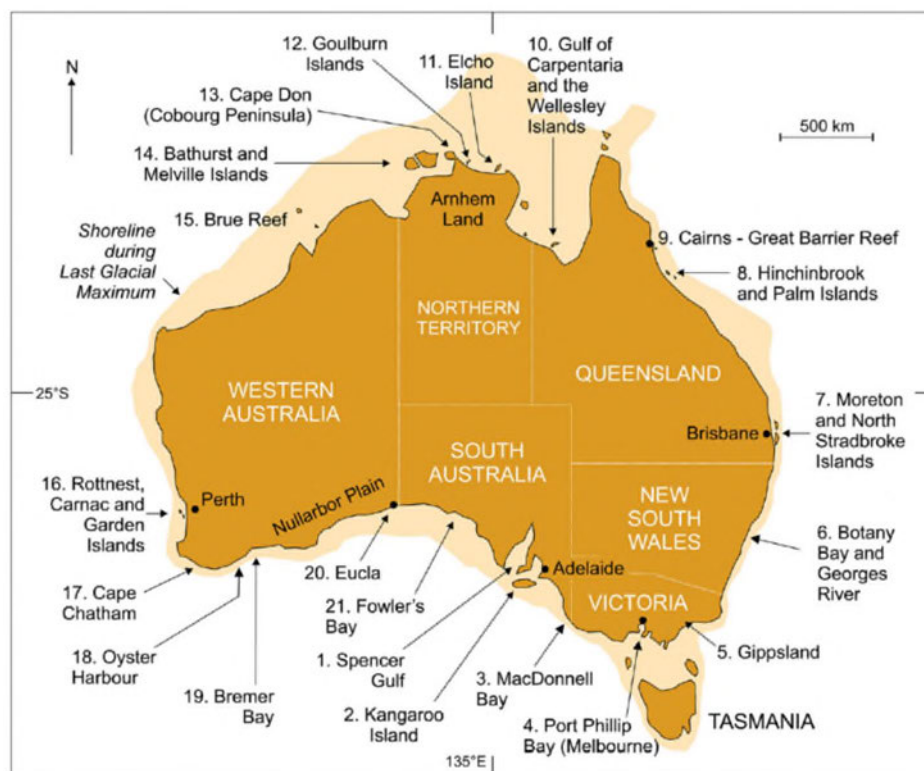 12. Goulburn
Islands
11. Elcho
Island
10. Gulf of
Carpentaria
and the
Wellesley
Islands
N
13. Cape Don
(Cobourg Peninsula)
500 km
14. Bathurst and
Melville Islands
Arnhem
Land
15. Brue Reef
Shoreline
during
Last Glacial
Maximum
9. Cairns - Great Barrier Reef
8. Hinchinbrook
and Palm Islands
NORTHERN
TERRITORY
QUEENSLAND
WESTERN
AUSTRALIA
25°S
7. Moreton
and North
Stradbroke
Islands
Brisbane
SOUTH
AUSTRALIA
16. Rottnest,
Carnac and
Garden
Islands
Perth
Nullarbor Plain
NEW
SOUTH
WALES
6. Botany
Bay and
Georges
River
20. Eucla
Adelaide
17. Cape
Chatham
21. Fowler's
Bay
VICTORIA
18. Oyster
Harbour
1. Spencer
Gulf
5. Gippsland
19. Bremer
Bay
3. MacDonnell
Bay
2. Kangaroo
Island
4. Port Phillip
Bay (Melbourne)
TASMANIA
135°E